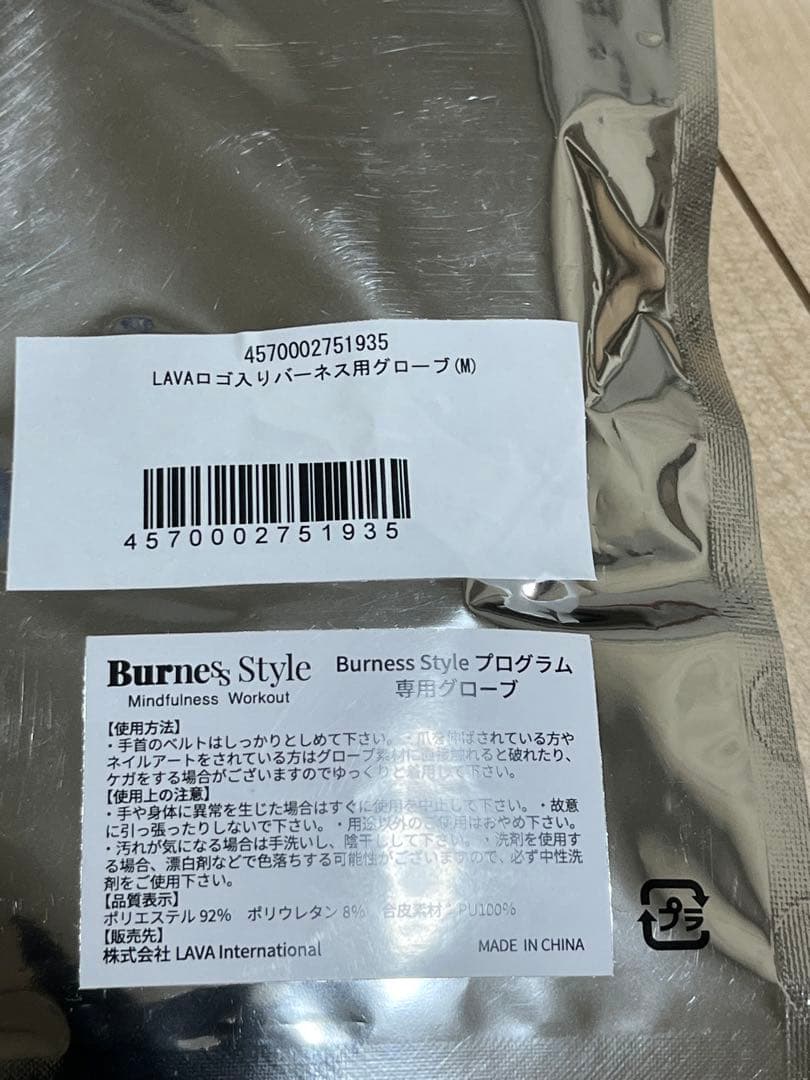 4570002751935
LAVAロゴ入りバーネス用グローブ(M)
4570002751935
Burness Style
Mindfulness Workout
Burness Style プログラム
専用グローブ
【使用方法】
・手首のベルトはしっかりとしめて下さい。・爪を伸ばされている方や
ネイルアートをされている方はグローブ素材に直接触れると破れたり、
ケガをする場合がございますのでゆっくりと着用して下さい。
【使用上の注意】
・手や身体に異常を生じた場合はすぐに使用を中止して下さい。・故意
に引っ張ったりしないで下さい。・用途以外のご使用はおやめ下さい。
・汚れが気になる場合は手洗いし、陰干しして下さい。・洗剤を使用す
る場合、漂白剤などで色落ちする可能性がございますので、必ず中性洗
剤をご使用下さい。
【品質表示】
ポリエステル 92% ポリウレタン 8% 合皮素材：PU100%
【販売先】
株式会社 LAVA International
MADE IN CHINA
プラ